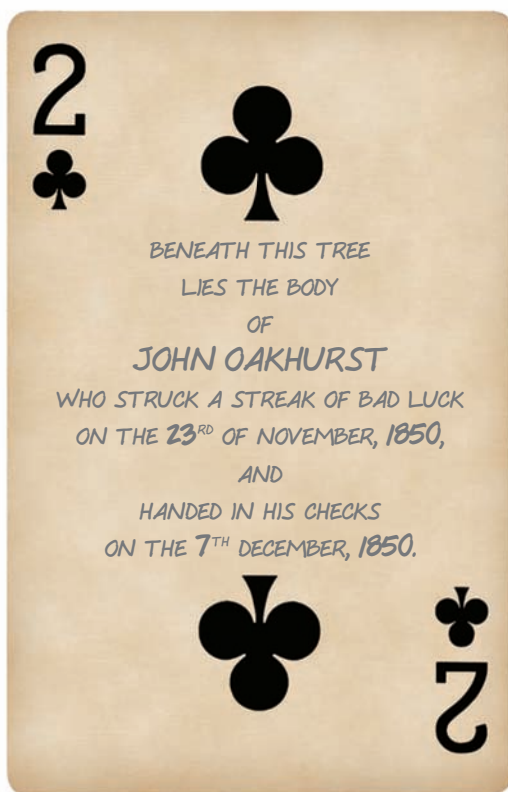 2
BENEATH THIS TREE
LIES THE BODY
OF
JOHN OAKHURST
WHO STRUCK A STREAK OF BAD LUCK
ON THE 23RD OF NOVEMBER, 1850,
AND
HANDED IN HIS CHECKS
ON THE 7TH DECEMBER, 1850.
2